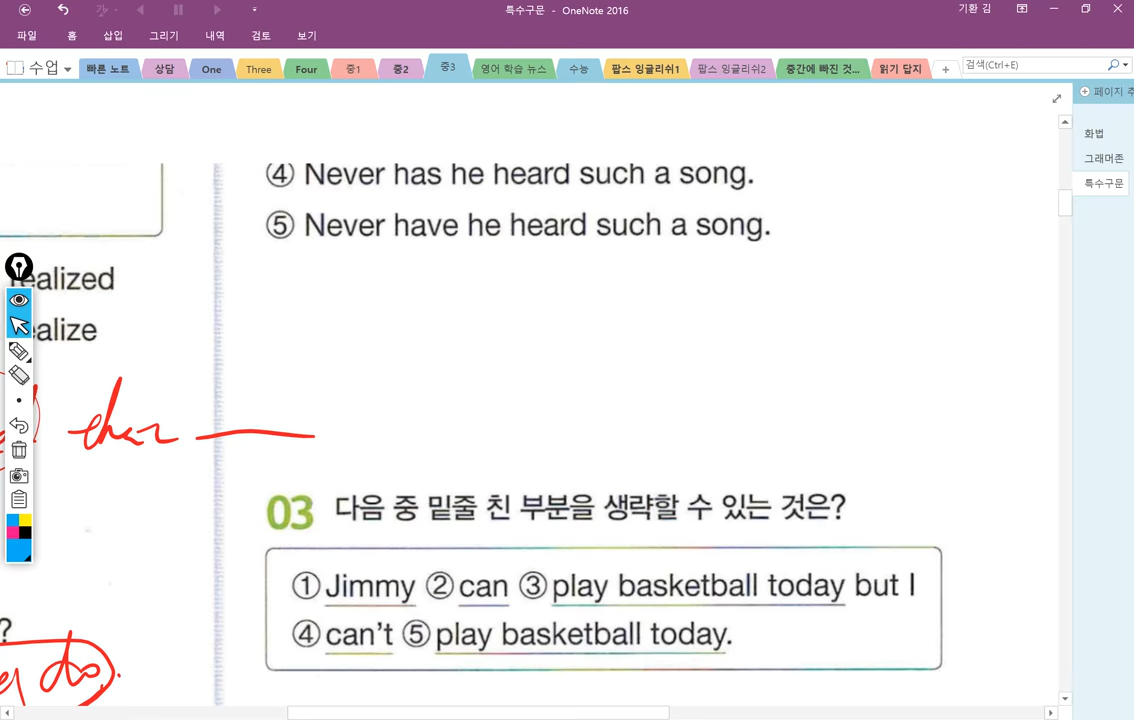 특수구문 - OneNote 2016
기환 김
파일 홈 삽입 그리기 내역 검토 보기
수업 빠른 노트 상담 One Three Four 중1 중2 중3 영어 학습 뉴스 수능 팝스 잉글리쉬1 팝스 잉글리쉬2 중간에 빠진 것... 읽기 답지 검색(Ctrl+E)
페이지 추
화법
그래머존
특수구문
④ Never has he heard such a song.
⑤ Never have he heard such a song.
realized
ealize
than
03 다음 중 밑줄 친 부분을 생략할 수 있는 것은?
① Jimmy ② can ③ play basketball today but I
④ can't ⑤ play basketball today.
?
do